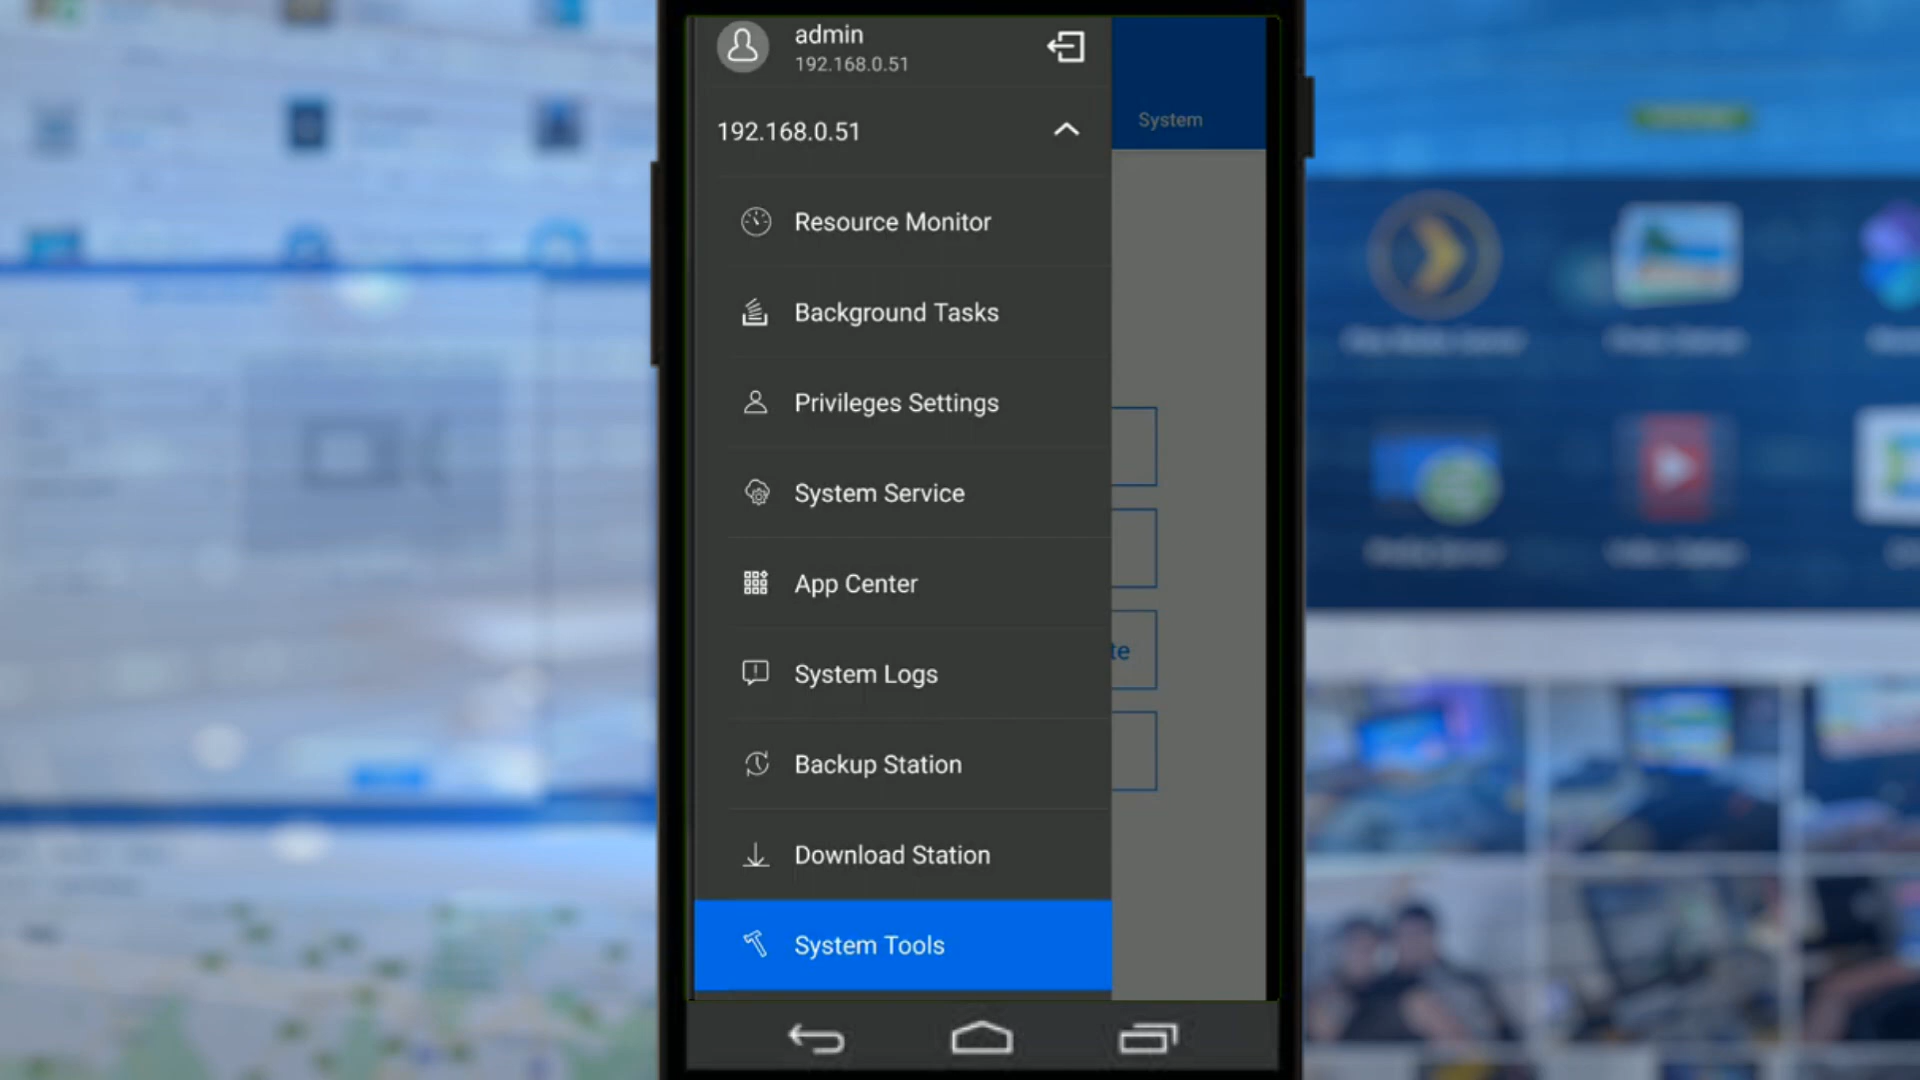 admin
192.168.0.51
System
192.168.0.51
Resource Monitor
Background Tasks
Privileges Settings
System Service
App Center
te
System Logs
Backup Station
Download Station
System Tools